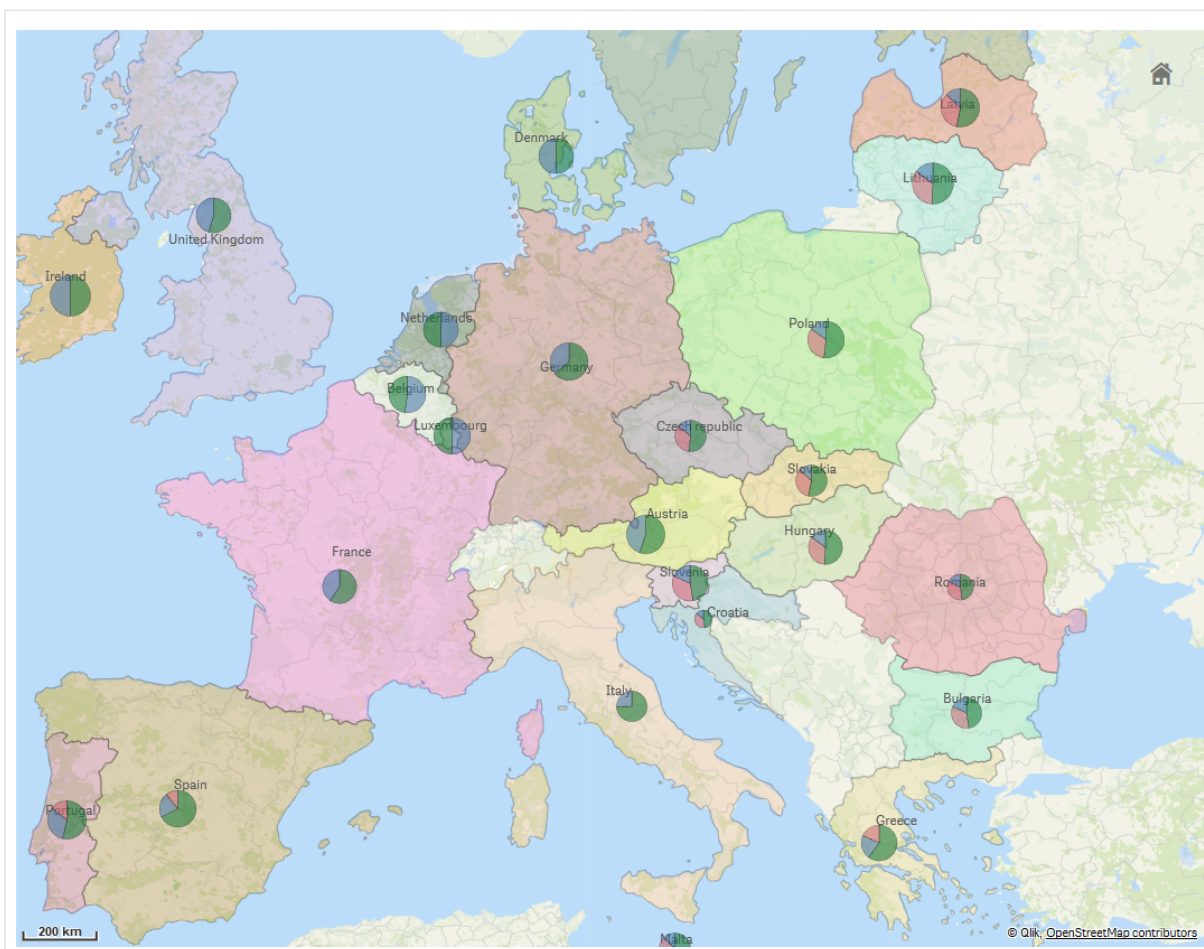 Latvia
Denmark
Lithuania
United Kingdom
Ireland
Netherlands
Poland
Germany
Belgium
Luxembourg
Czech republic
Slovakia
Austria
Hungary
France
Slovenia
Romania
Croatia
Italy
Bulgaria
Spain
Portugal
Greece
200 km
Malta
© Qlik, OpenStreetMap contributors